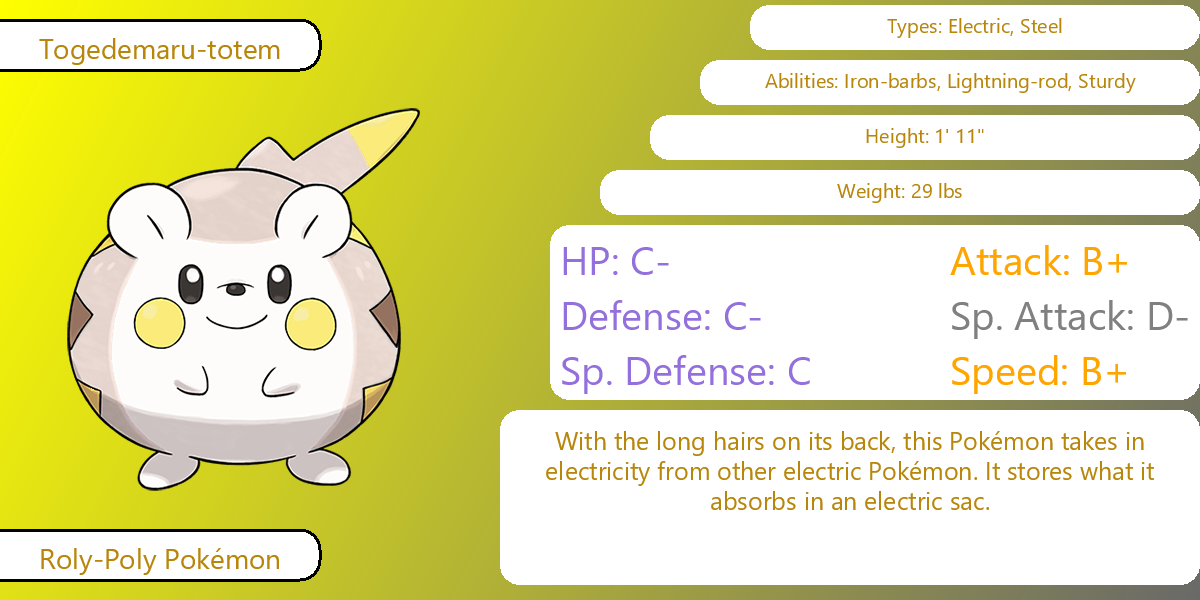 Togedemaru-totem
Types: Electric, Steel
Abilities: Iron-barbs, Lightning-rod, Sturdy
Height: 1' 11"
Weight: 29 lbs
HP: C-
Attack: B+
Defense: C-
Sp. Attack: D-
Sp. Defense: C
Speed: B+
With the long hairs on its back, this Pokémon takes in
electricity from other electric Pokémon. It stores what it
absorbs in an electric sac.
Roly-Poly Pokémon